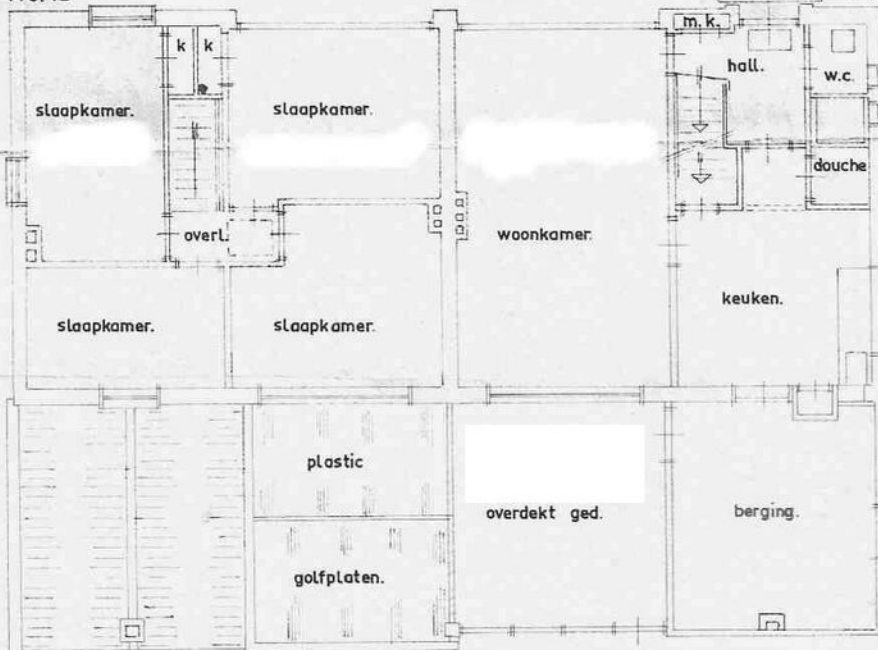 k k
m.k.
hall.
w.c.
slaapkamer.
slaapkamer.
douche
overl.
woonkamer.
keuken.
slaapkamer.
slaapkamer.
plastic
overdekt ged.
berging.
golfplaten.